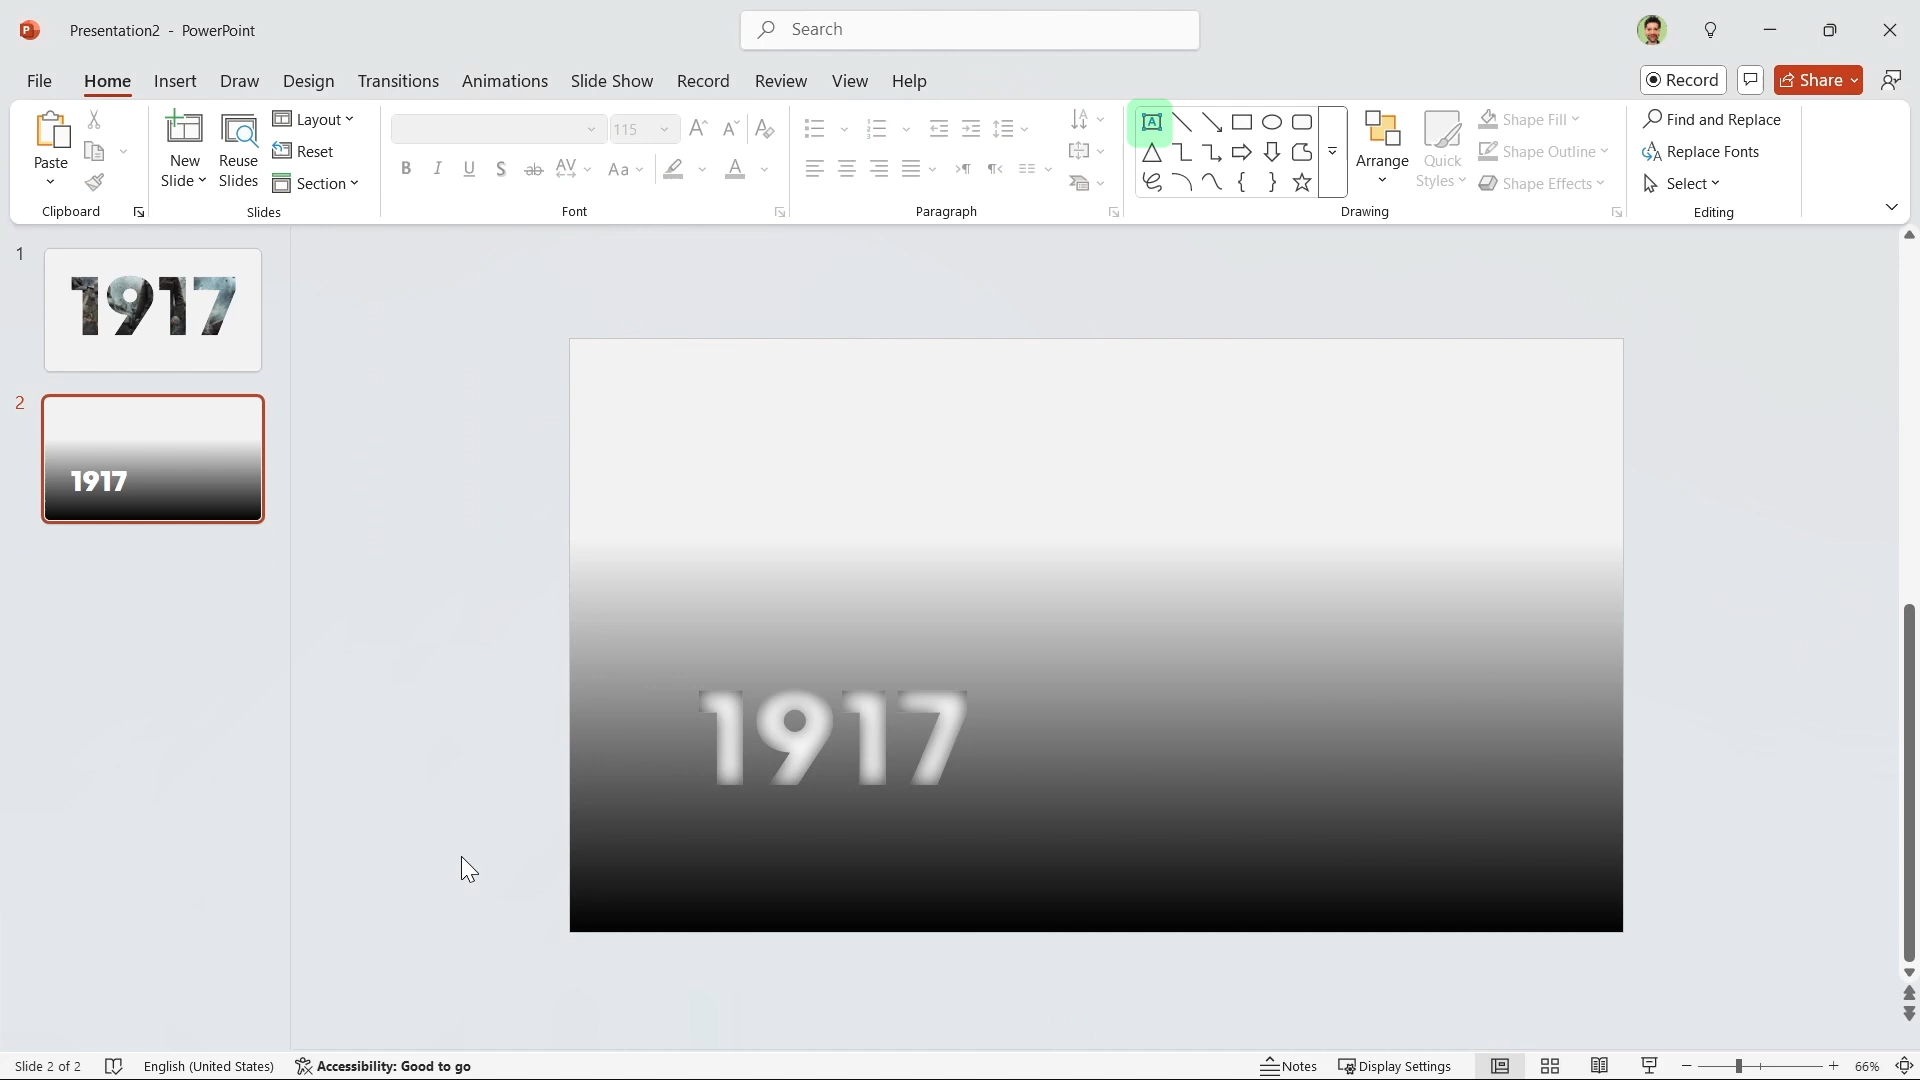 Presentation2 - PowerPoint
Search
File Home Insert Draw Design Transitions Animations Slide Show Record Review View Help
Record
Share
Paste
New
Slide
Reuse
Slides
Layout
Reset
Section
115
Find and Replace
Replace Fonts
Select
Arrange
Quick
Styles
Shape Fill
Shape Outline
Shape Effects
Clipboard
Slides
Font
Paragraph
Drawing
Editing
1
1917
2
1917
1917
Slide 2 of 2
English (United States)
Accessibility: Good to go
Notes
Display Settings
66%